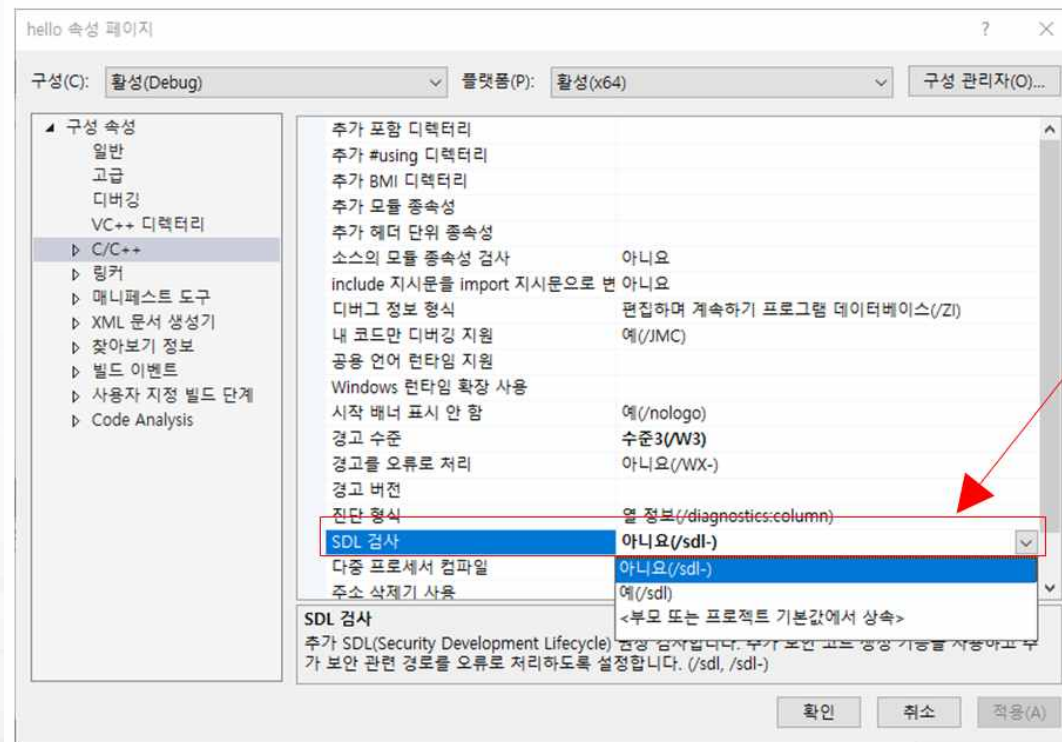 hello 속성 페이지
구성(C): 활성(Debug) 플랫폼(P): 활성(x64) 구성 관리자(O)...
구성 속성
일반
고급
디버깅
VC++ 디렉터리
C/C++
링커
매니페스트 도구
XML 문서 생성기
찾아보기 정보
빌드 이벤트
사용자 지정 빌드 단계
Code Analysis
추가 포함 디렉터리
추가 #using 디렉터리
추가 BMI 디렉터리
추가 모듈 종속성
추가 헤더 단위 종속성
소스의 모듈 종속성 검사 아니요
include 지시문을 import 지시문으로 변 아니요
디버그 정보 형식 편집하며 계속하기 프로그램 데이터베이스(/ZI)
내 코드만 디버깅 지원 예(/JMC)
공용 언어 런타임 지원
Windows 런타임 확장 사용
시작 배너 표시 안 함 예(/nologo)
경고 수준 수준3(/W3)
경고를 오류로 처리 아니요(/WX-)
경고 버전
진단 형식 열 정보(/diagnostics:column)
SDL 검사 아니요(/sdl-)
다중 프로세서 컴파일 아니요(/sdl-)
주소 삭제기 사용 예(/sdl)
<부모 또는 프로젝트 기본값에서 상속>
SDL 검사
추가 SDL(Security Development Lifecycle) 권장 검사입니다. 추가 보안 코드 생성 기능을 사용하고 추
가 보안 관련 경로를 오류로 처리하도록 설정합니다. (/sdl, /sdl-)
확인 취소 적용(A)